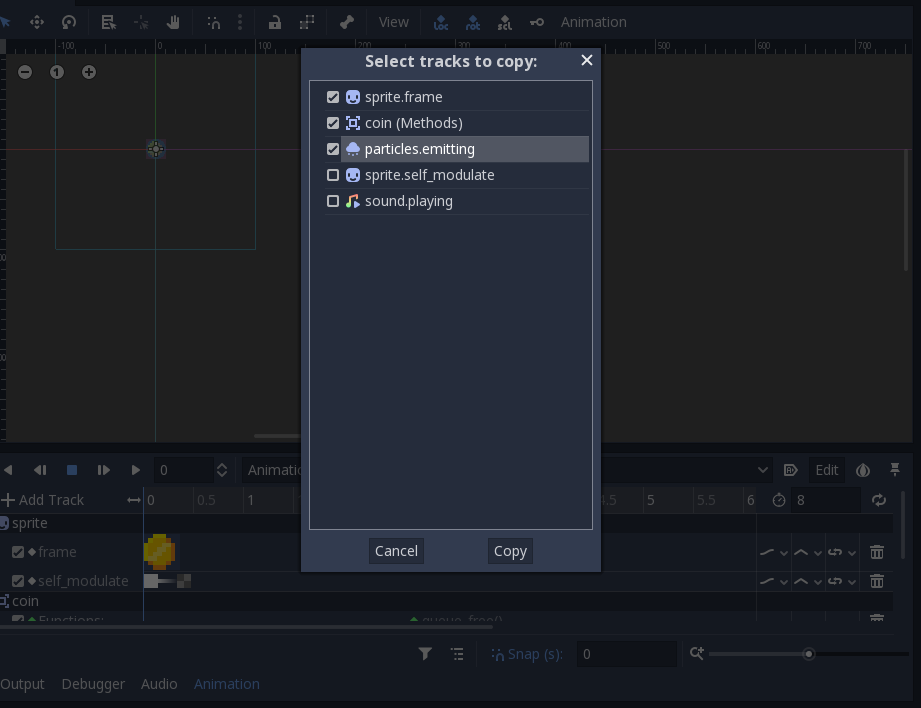 View Animation
-100 0 100 200 300 400 500 600 700
Select tracks to copy:
1
sprite.frame
coin (Methods)
particles.emitting
sprite.self_modulate
sound.playing
0 Animatio Edit
Add Track 0 0.5 1 4.5 5 5.5 6 8
sprite
frame
Cancel Copy
self_modulate
coin
Functions: queue_free()
Snap (s): 0
Output Debugger Audio Animation